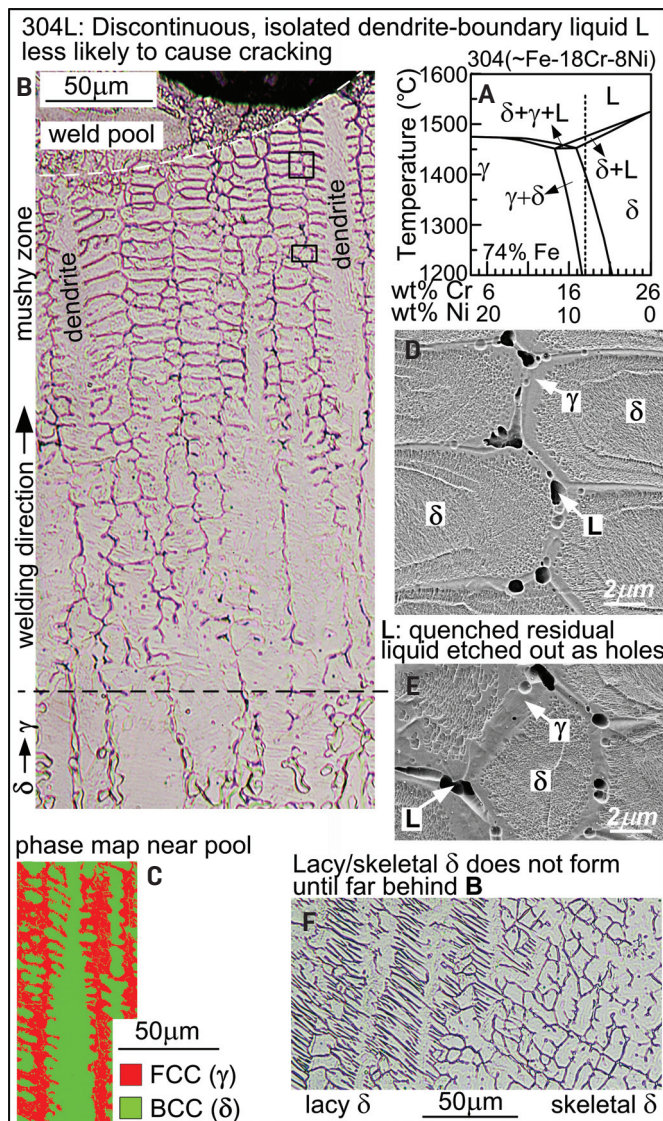 304L: Discontinuous, isolated dendrite-boundary liquid L
less likely to cause cracking
B
50μm
weld pool
mushy zone
dendrite
dendrite
welding direction
δ → γ
304(~Fe-18Cr-8Ni)
A
Temperature (°C)
1600
1500
1400
1300
1200
L
δ+γ+L
δ+L
γ
γ+δ
δ
74% Fe
wt% Cr 6 16 26
wt% Ni 20 10 0
D
γ
δ
δ
L
2μm
L: quenched residual
liquid etched out as holes
E
γ
δ
L
2μm
phase map near pool
C
50μm
FCC (γ)
BCC (δ)
Lacy/skeletal δ does not form
until far behind B
F
lacy δ
50μm
skeletal δ